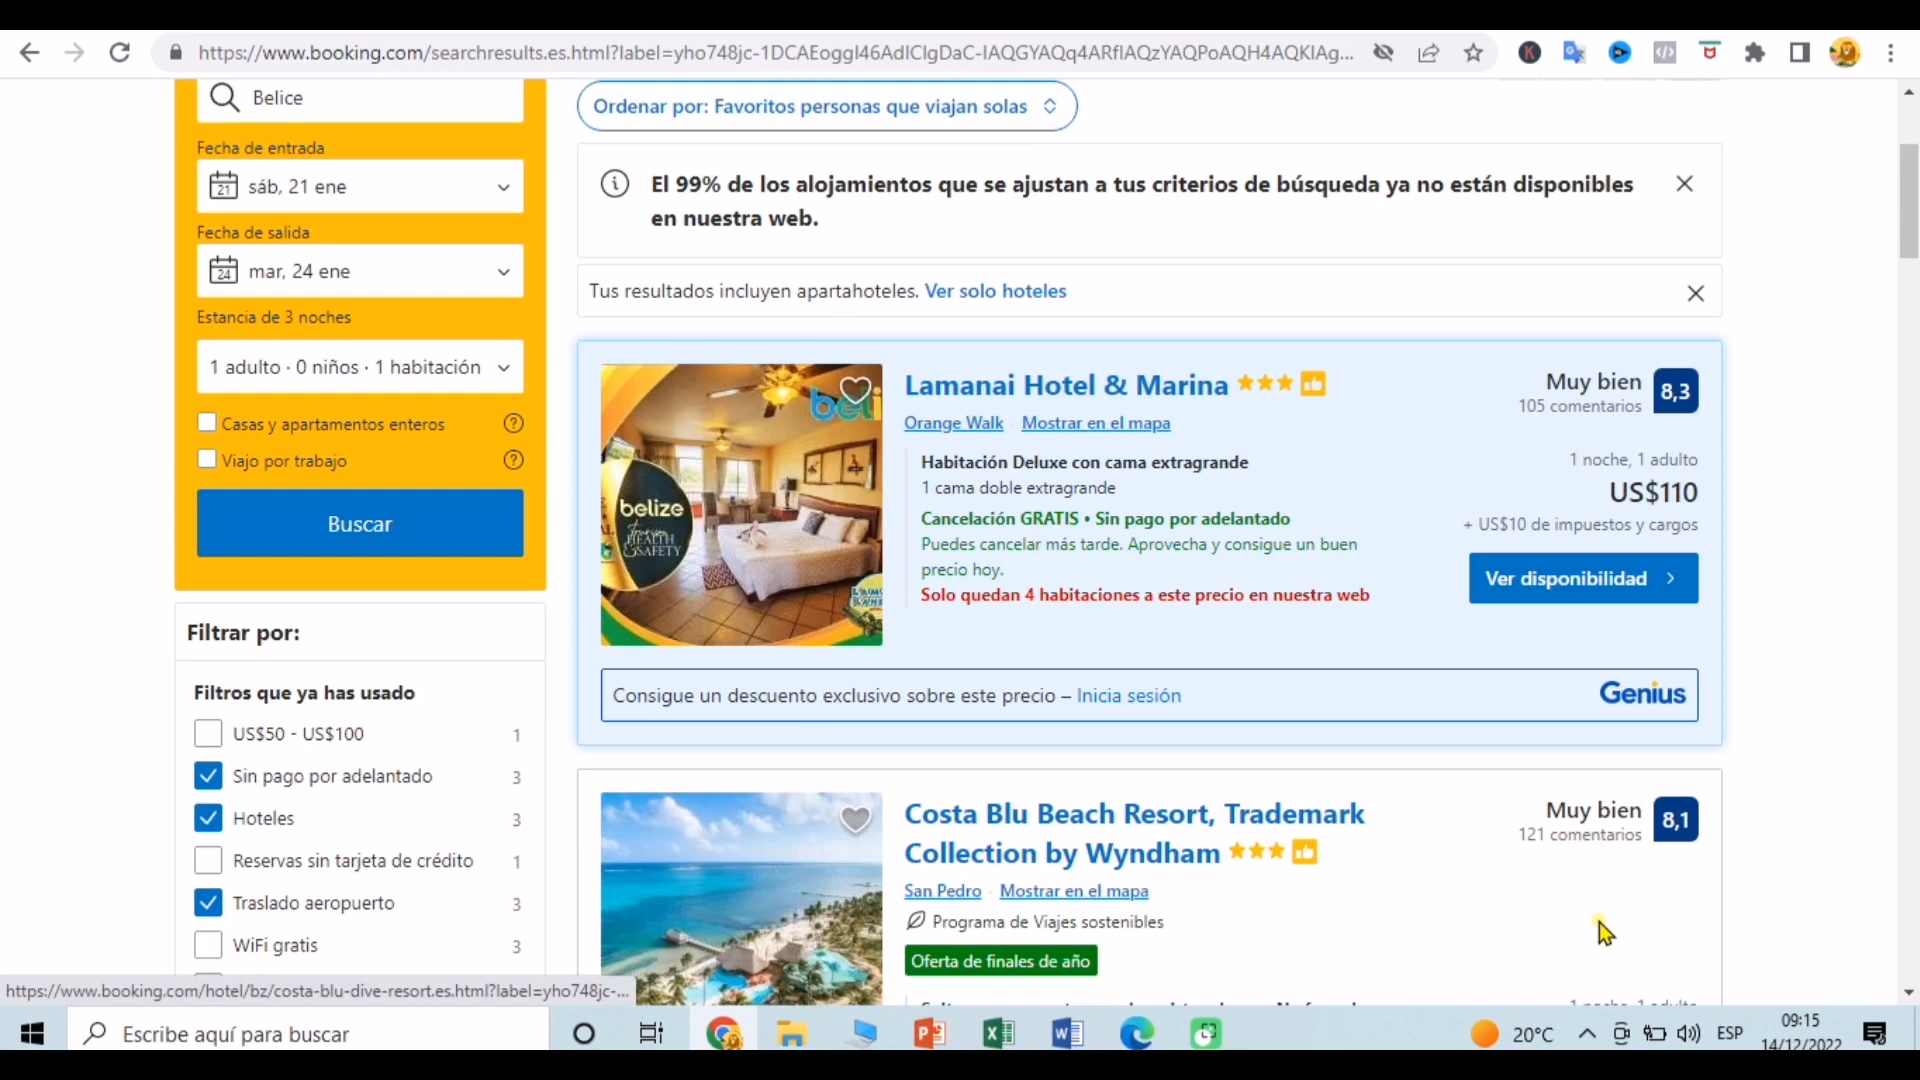 https://www.booking.com/searchresults.es.html?label=yho748jc-1DCAEoggI46AdICIgDaC-IAQGYAQq4ARfIAQzYAQPoAQH4AQKIAg...
Belice
Fecha de entrada
21 sáb, 21 ene
Fecha de salida
24 mar, 24 ene
Estancia de 3 noches
1 adulto · 0 niños · 1 habitación
Casas y apartamentos enteros
Viajo por trabajo
Buscar
Filtrar por:
Filtros que ya has usado
US$50 - US$100 1
Sin pago por adelantado 3
Hoteles 3
Reservas sin tarjeta de crédito 1
Traslado aeropuerto 3
WiFi gratis 3
Ordenar por: Favoritos personas que viajan solas
El 99% de los alojamientos que se ajustan a tus criterios de búsqueda ya no están disponibles
en nuestra web.
Tus resultados incluyen apartahoteles. Ver solo hoteles
belize
HEALTH
& SAFETY
Lamanai Hotel & Marina
Orange Walk Mostrar en el mapa
Habitación Deluxe con cama extragrande
1 cama doble extragrande
Cancelación GRATIS • Sin pago por adelantado
Puedes cancelar más tarde. Aprovecha y consigue un buen
precio hoy.
Solo quedan 4 habitaciones a este precio en nuestra web
Muy bien 8,3
105 comentarios
1 noche, 1 adulto
US$110
+ US$10 de impuestos y cargos
Ver disponibilidad
Consigue un descuento exclusivo sobre este precio – Inicia sesión Genius
Costa Blu Beach Resort, Trademark
Collection by Wyndham
San Pedro · Mostrar en el mapa
Programa de Viajes sostenibles
Oferta de finales de año
Muy bien 8,1
121 comentarios
1 noche, 1 adulto
https://www.booking.com/hotel/bz/costa-blu-dive-resort.es.html?label=yho748jc-...
Escribe aquí para buscar
20°C
ESP
09:15
14/12/2022